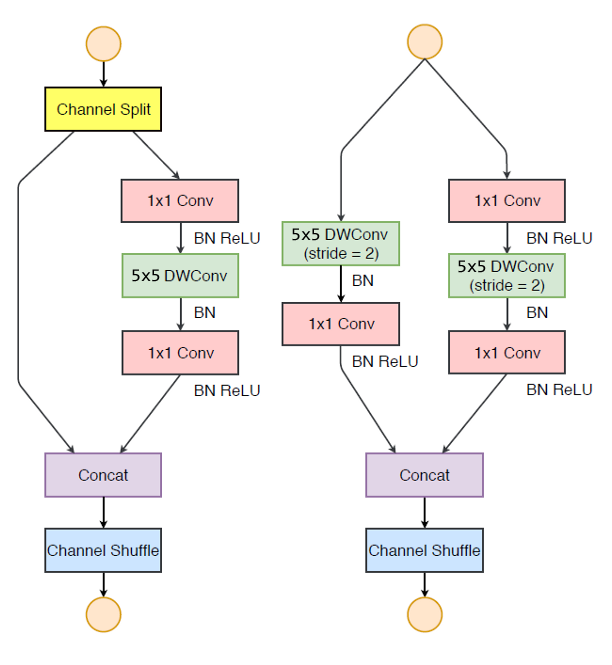 Channel Split
1x1 Conv
BN ReLU
5x5 DWConv
BN
1x1 Conv
BN ReLU
Concat
Channel Shuffle
5x5 DWConv
(stride = 2)
BN
1x1 Conv
BN ReLU
1x1 Conv
BN ReLU
5x5 DWConv
(stride = 2)
BN
1x1 Conv
BN ReLU
Concat
Channel Shuffle